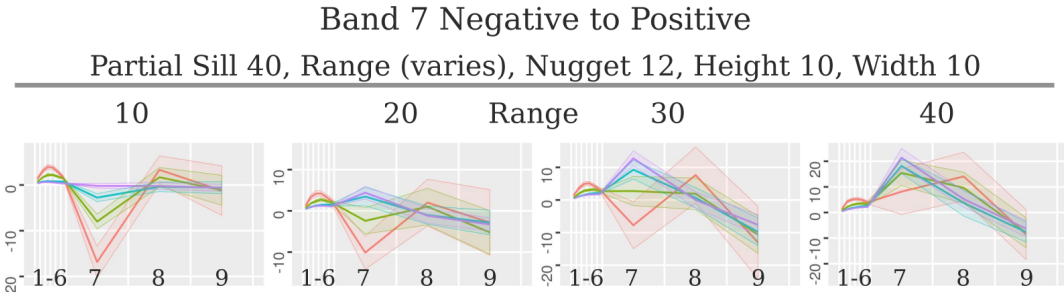 Band 7 Negative to Positive
Partial Sill 40, Range (varies), Nugget 12, Height 10, Width 10
10 20 Range 30 40
0 -10 -20 1-6 7 8 9
10 0 -10 1-6 7 8 9
10 0 -10 -20 1-6 7 8 9
20 10 0 -10 -20 1-6 7 8 9